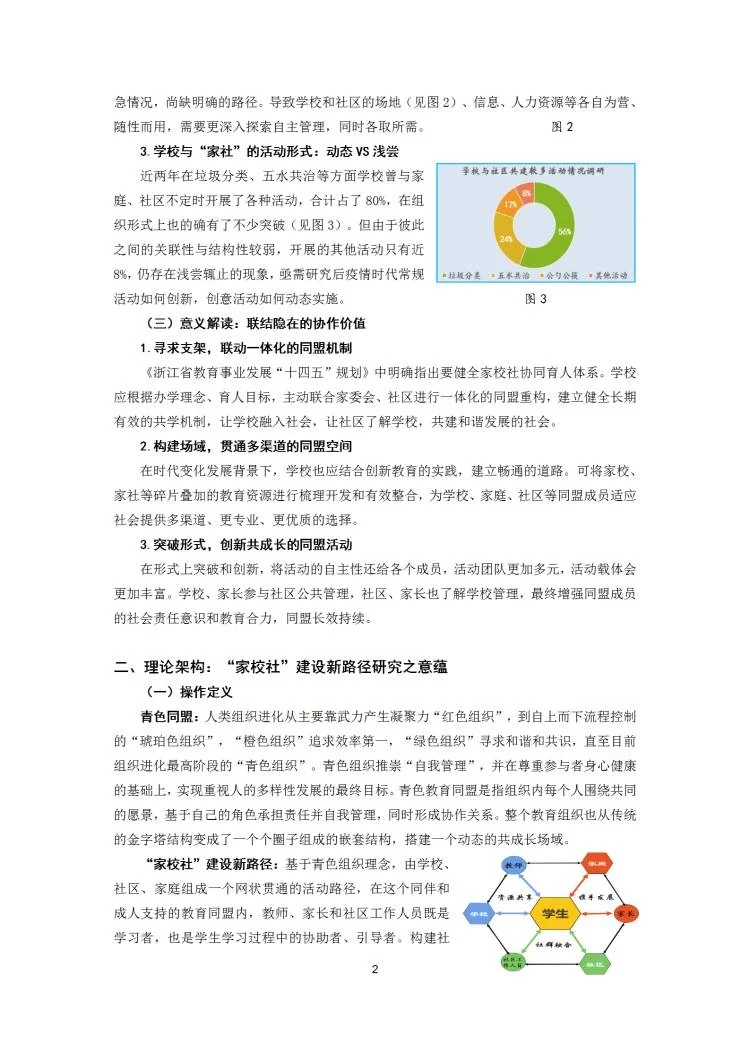 急情况，尚缺明确的路径。导致学校和社区的场地（见图2）、信息、人力资源等各自为营、
随性而用，需要更深入探索自主管理，同时各取所需。
图2
3.学校与“家社”的活动形式：动态VS浅尝
近两年在垃圾分类、五水共治等方面学校曾与家
庭、社区不定时开展了各种活动，合计占了80%，在组
织形式上也的确有了不少突破（见图3）。但由于彼此
之间的关联性与结构性较弱，开展的其他活动只有近
8%，仍存在浅尝辄止的现象，亟需研究后疫情时代常规
活动如何创新，创意活动如何动态实施。
学校与社区共建教多活动情况调研
8%
12%
24%
56%
垃圾分类 五水共治 公勺公筷 其他活动
图3
（三）意义解读：联结隐在的协作价值
1.寻求支架，联动一体化的同盟机制
《浙江省教育事业发展“十四五”规划》中明确指出要健全家校社协同育人体系。学校
应根据办学理念、育人目标，主动联合家委会、社区进行一体化的同盟重构，建立健全长期
有效的共学机制，让学校融入社会，让社区了解学校，共建和谐发展的社会。
2.构建场域，贯通多渠道的同盟空间
在时代变化发展背景下，学校也应结合创新教育的实践，建立畅通的道路。可将家校、
家社等碎片叠加的教育资源进行梳理开发和有效整合，为学校、家庭、社区等同盟成员适应
社会提供多渠道、更专业、更优质的选择。
3.突破形式，创新共成长的同盟活动
在形式上突破和创新，将活动的自主性还给各个成员，活动团队更加多元，活动载体会
更加丰富。学校、家长参与社区公共管理，社区、家长也了解学校管理，最终增强同盟成员
的社会责任意识和教育合力，同盟长效持续。
二、理论架构：“家校社”建设新路径研究之意蕴
（一）操作定义
青色同盟：人类组织进化从主要靠武力产生凝聚力“红色组织”，到自上而下流程控制
的“琥珀色组织”，“橙色组织”追求效率第一，“绿色组织”寻求和谐和共识，直至目前
组织进化最高阶段的“青色组织”。青色组织推崇“自我管理”，并在尊重参与者身心健康
的基础上，实现重视人的多样性发展的最终目标。青色教育同盟是指组织内每个人围绕共同
的愿景，基于自己的角色承担责任并自我管理，同时形成协作关系。整个教育组织也从传统
的金字塔结构变成了一个个圈子组成的嵌套结构，搭建一个动态的共成长场域。
“家校社”建设新路径：基于青色组织理念，由学校、
社区、家庭组成一个网状贯通的活动路径，在这个同伴和
成人支持的教育同盟内，教师、家长和社区工作人员既是
学习者，也是学生学习过程中的协助者、引导者。构建社
教师
家庭
资源共享
携手发展
学校
学生
家长
社群融合
社区工
作人员
社区
2